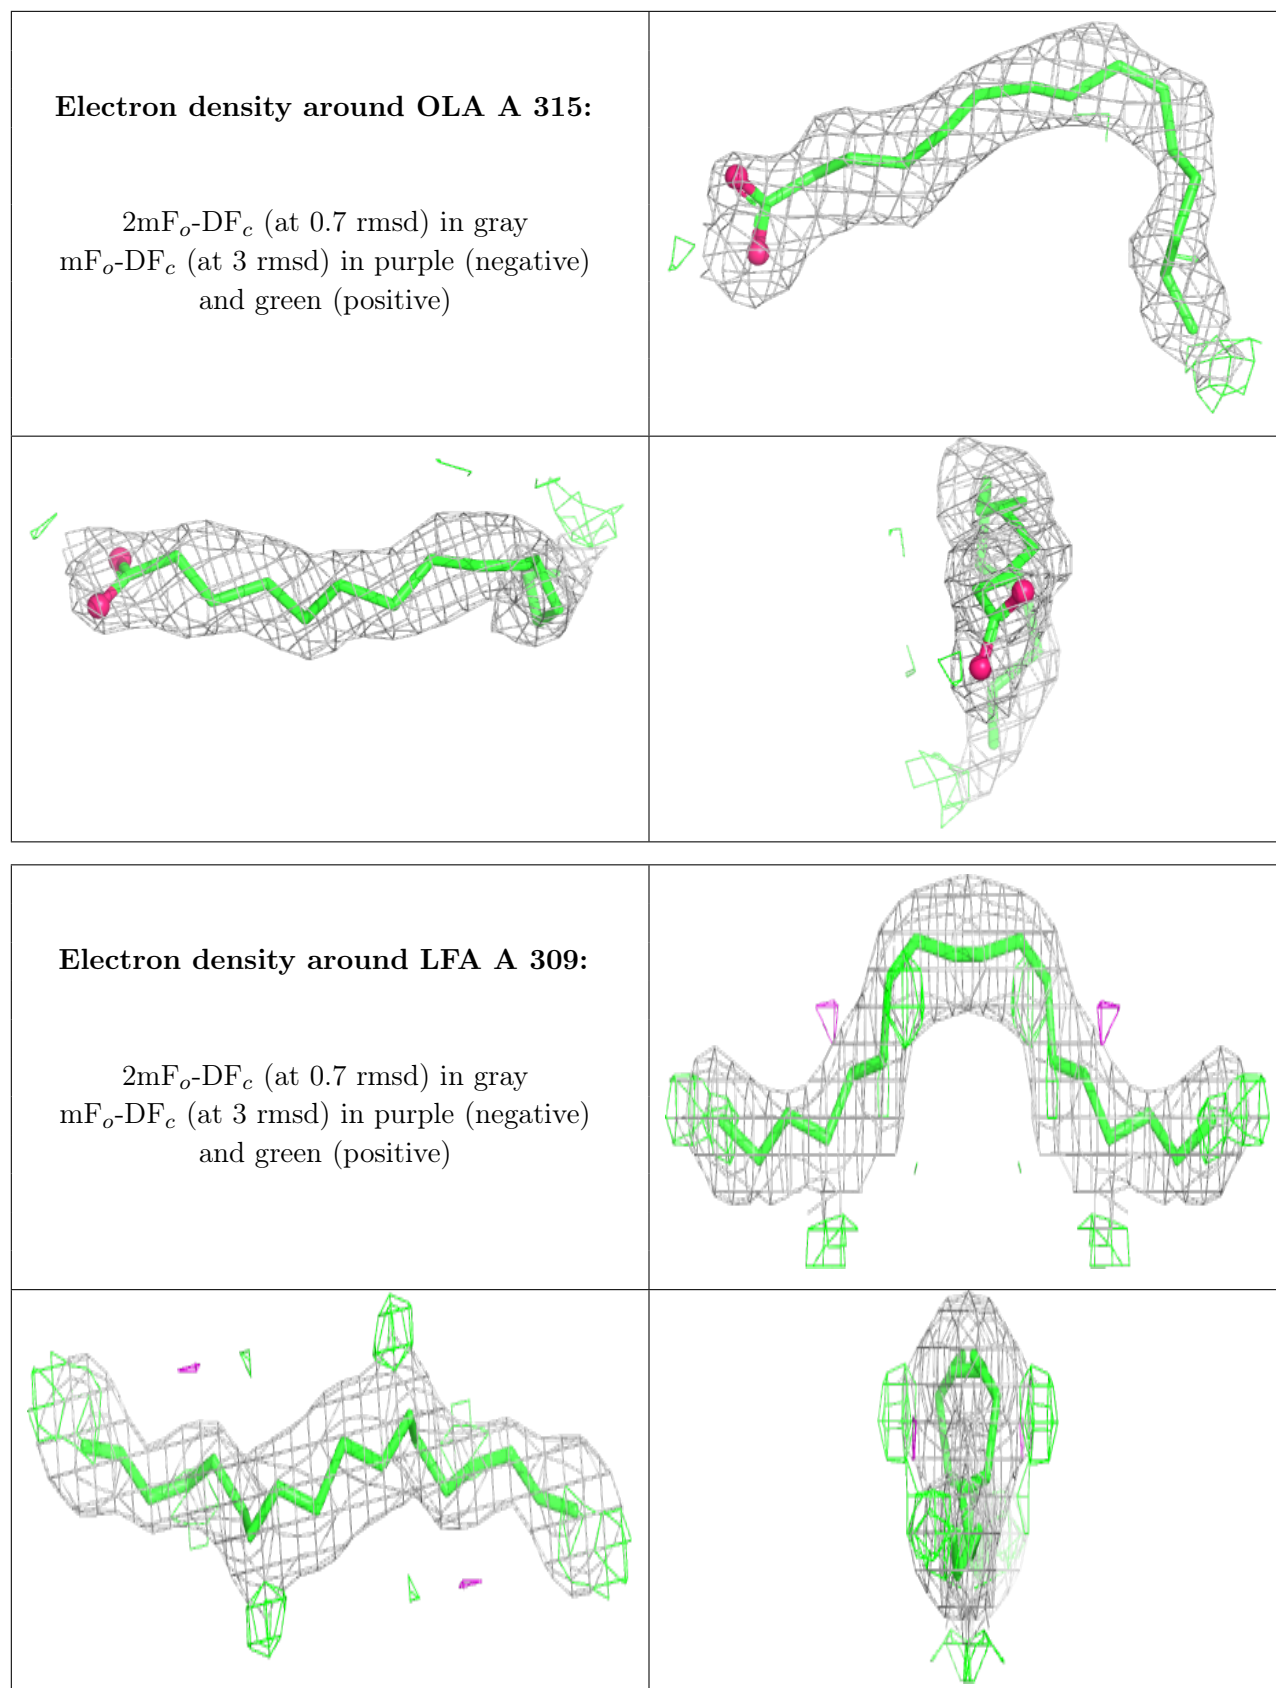 Electron density around OLA A 315:
2mFo-DFc (at 0.7 rmsd) in gray
mFo-DFc (at 3 rmsd) in purple (negative)
and green (positive)
Electron density around LFA A 309:
2mFo-DFc (at 0.7 rmsd) in gray
mFo-DFc (at 3 rmsd) in purple (negative)
and green (positive)